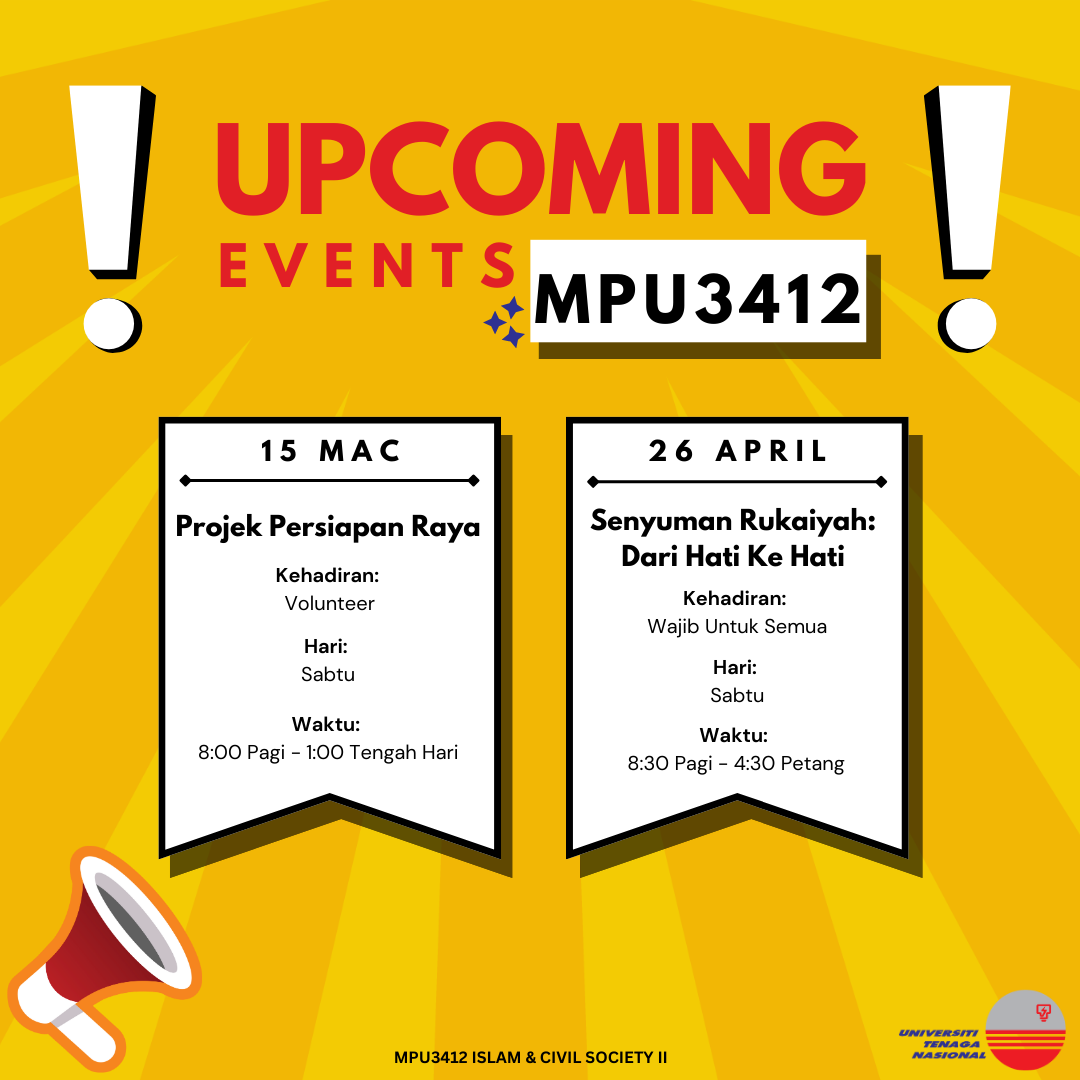 UPCOMING
EVENTS
MPU3412
15 MAC
Projek Persiapan Raya
Kehadiran:
Volunteer
Hari:
Sabtu
Waktu:
8:00 Pagi - 1:00 Tengah Hari
26 APRIL
Senyuman Rukaiyah:
Dari Hati Ke Hati
Kehadiran:
Wajib Untuk Semua
Hari:
Sabtu
Waktu:
8:30 Pagi - 4:30 Petang
MPU3412 ISLAM & CIVIL SOCIETY II
UNIVERSITI
TENAGA
NASIONAL